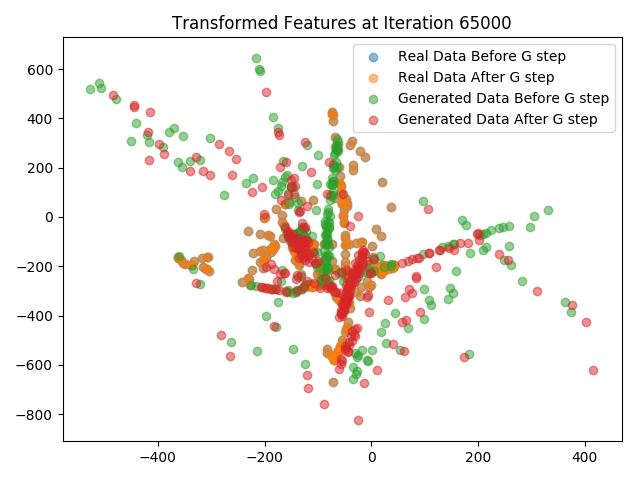 Transformed Features at Iteration 65000
Real Data Before G step
Real Data After G step
Generated Data Before G step
Generated Data After G step
600
400
200
0
−200
−400
−600
−800
−400 −200 0 200 400